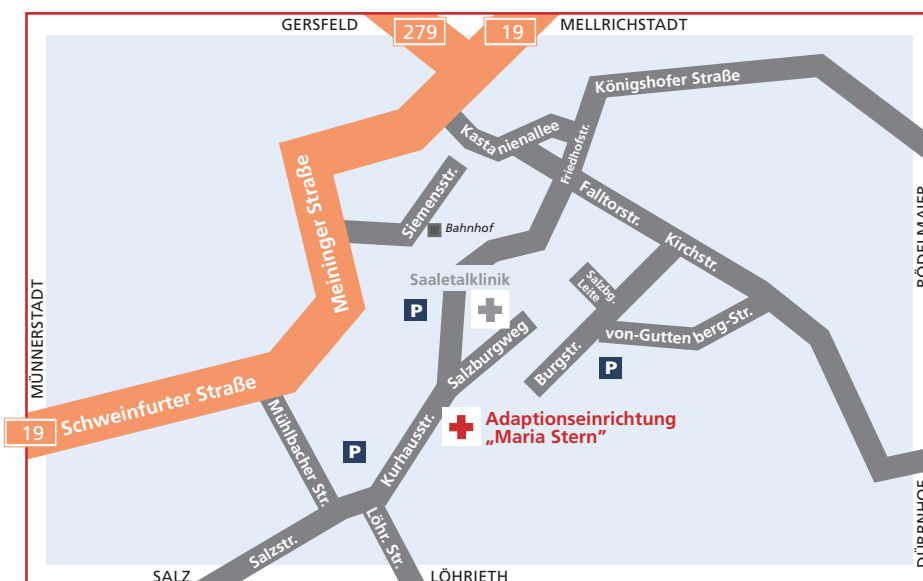 GERSFELD
279
19
MELLRICHSTADT
Königshofer Straße
Kastanienallee
Friedhofstr.
Meininger Straße
Siemensstr.
Falltorstr.
Bahnhof
Kirchstr.
RÖDELMAIER
Saaletalklinik
Salzbg.
Leite
MÜNNERSTADT
P
von-Guttenberg-Str.
Salzburgweg
Burgstr.
P
19
Schweinfurter Straße
Adaptionseinrichtung
„Maria Stern”
Mühlbacher Str.
Kurhausstr.
P
Löhr. Str.
Salzstr.
DÜRRNHOF
SALZ
LÖHRIETH